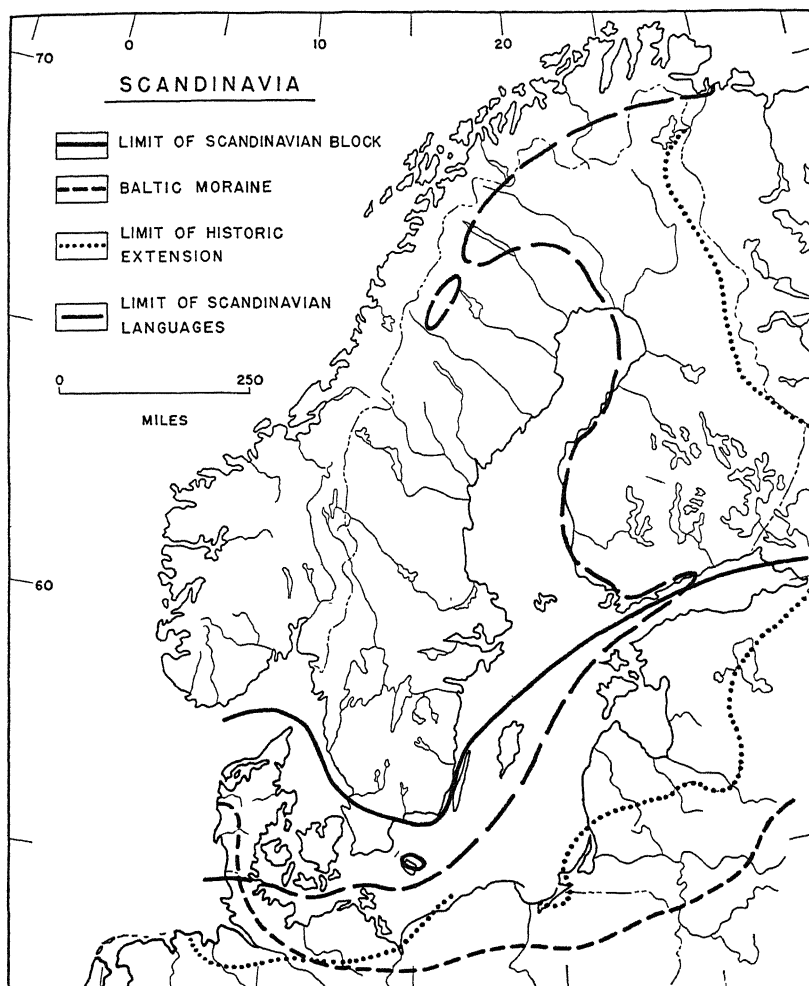 0
10
20
70
SCANDINAVIA
LIMIT OF SCANDINAVIAN BLOCK
BALTIC MORAINE
LIMIT OF HISTORIC
EXTENSION
LIMIT OF SCANDINAVIAN
LANGUAGES
0 250
MILES
60